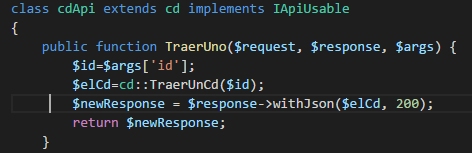 class cdApi extends cd implements IApiUsable
{
    public function TraerUno($request, $response, $args) {
        $id=$args['id'];
        $elCd=cd::TraerUnCd($id);
        $newResponse = $response->withJson($elCd, 200);
        return $newResponse;
    }